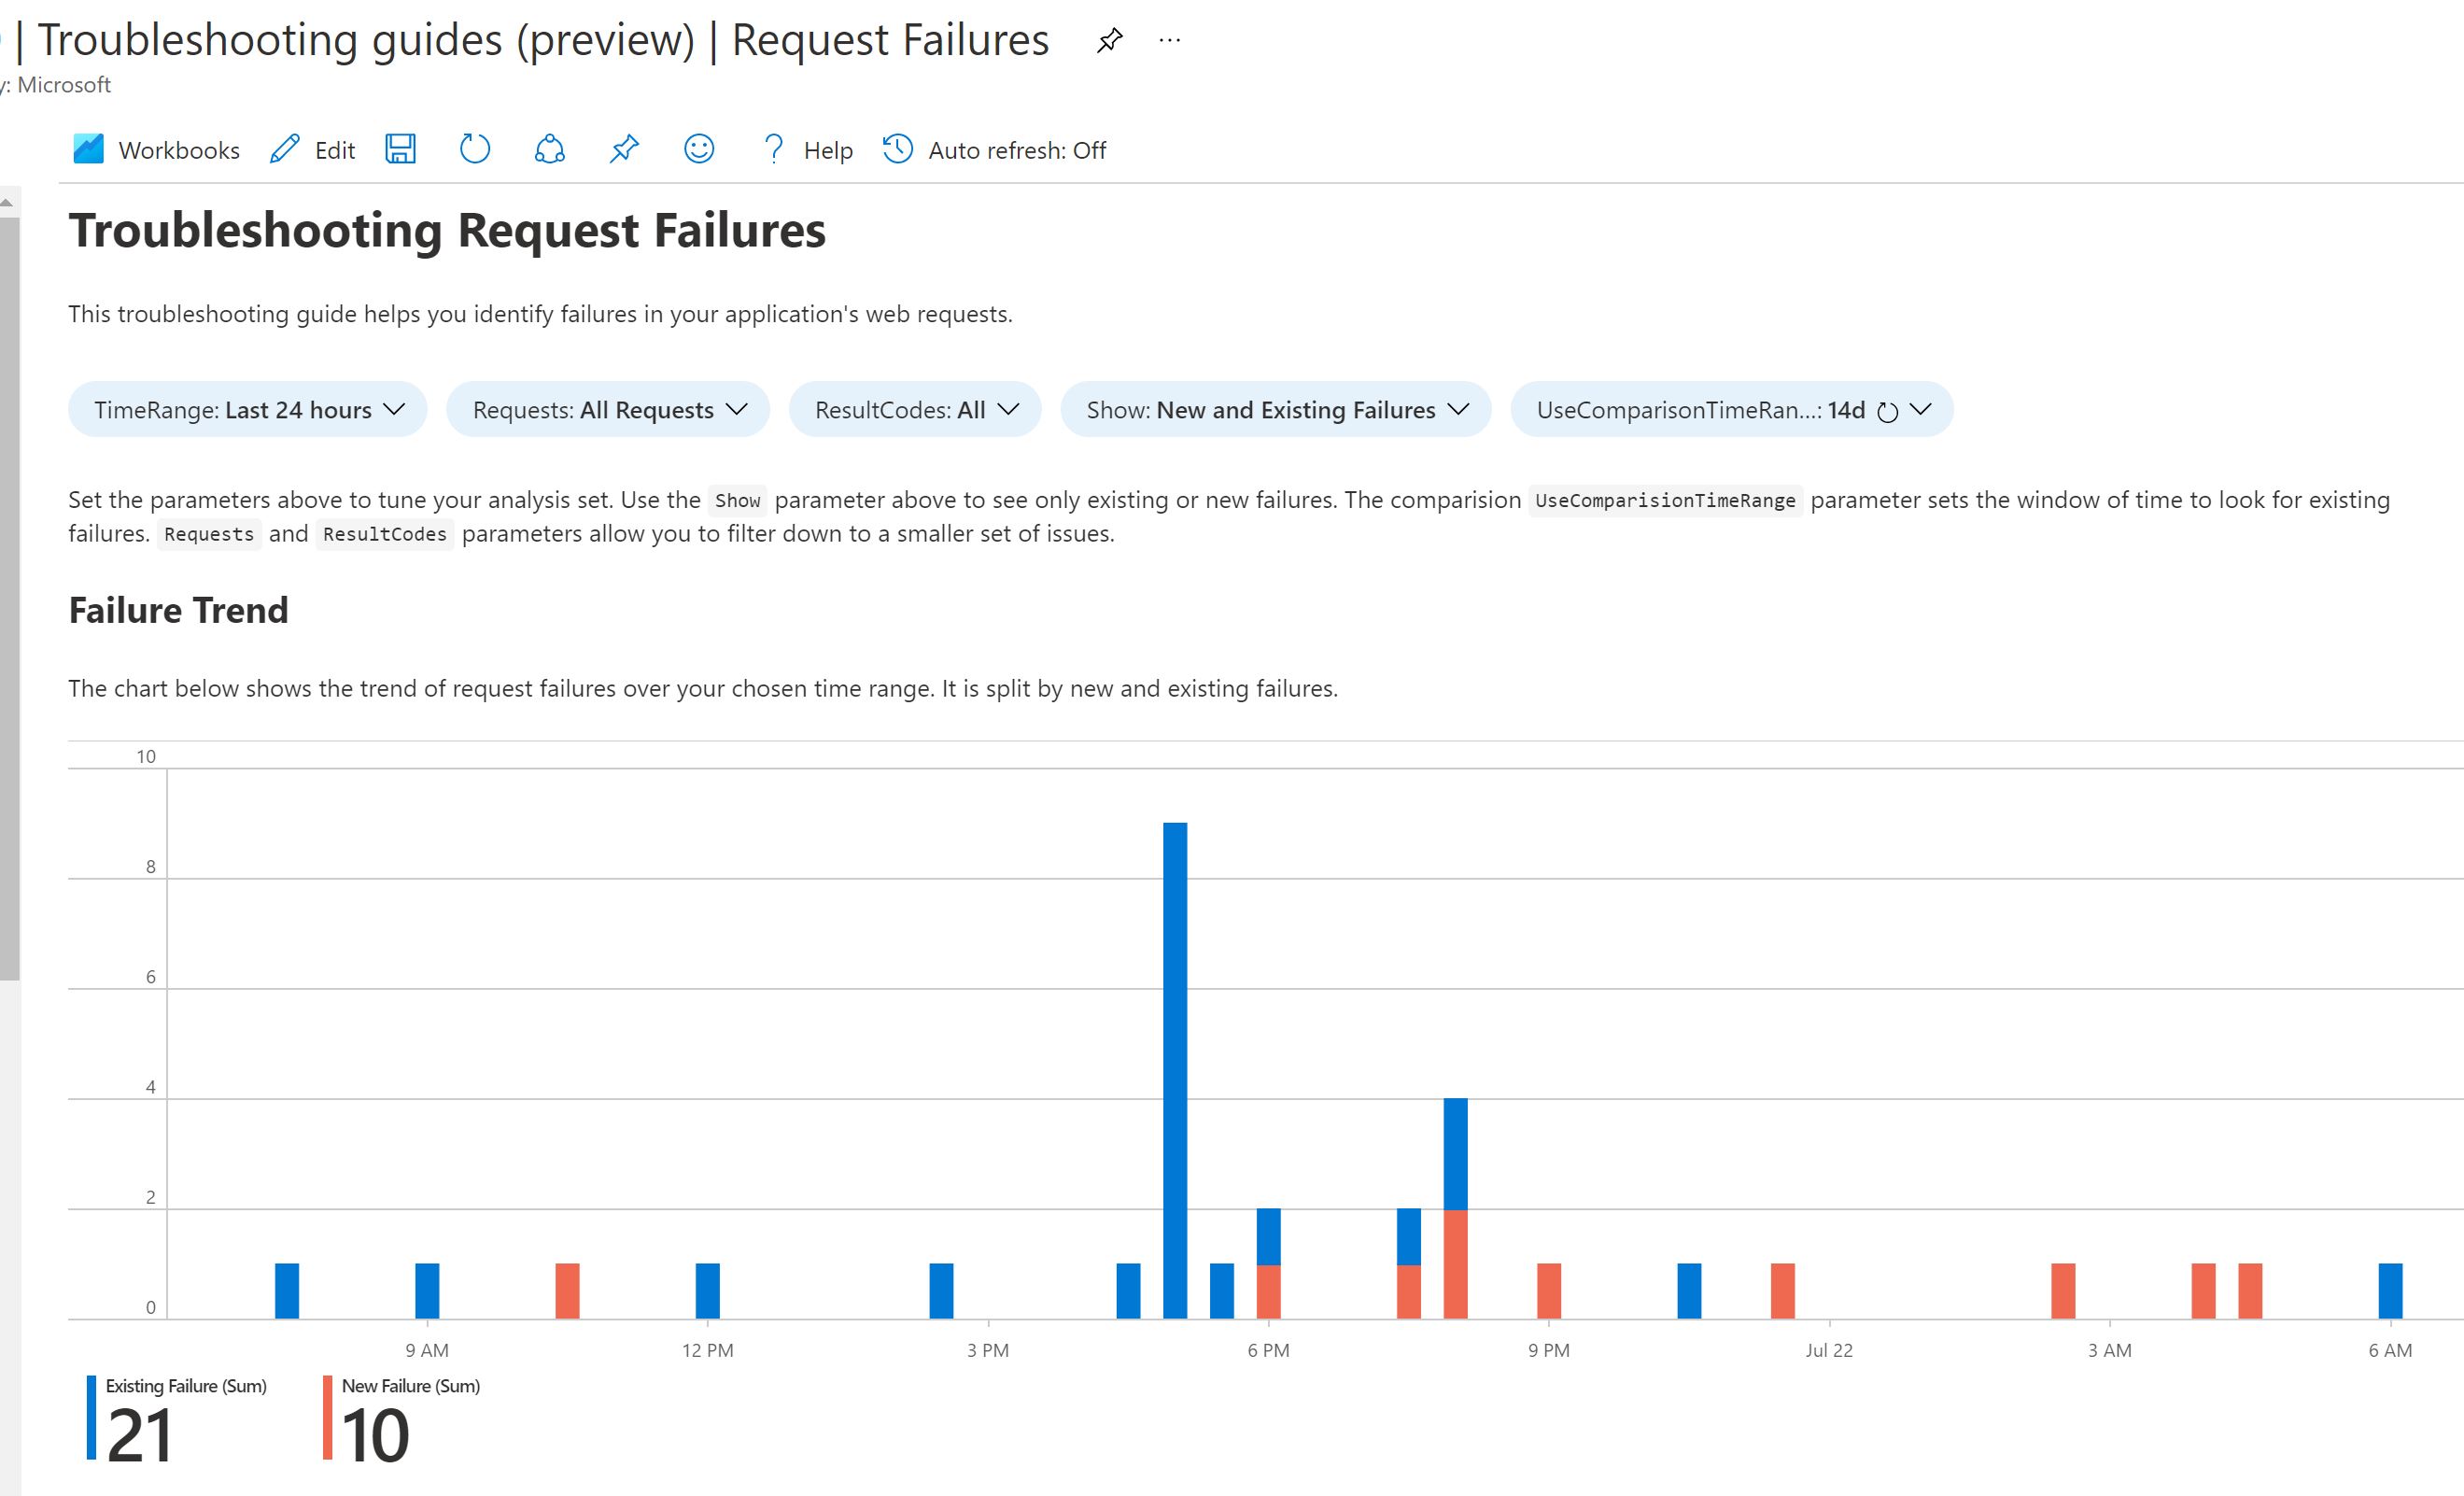 | Troubleshooting guides (preview) | Request Failures ...
y: Microsoft
Workbooks Edit Help Auto refresh: Off
Troubleshooting Request Failures
This troubleshooting guide helps you identify failures in your application's web requests.
TimeRange: Last 24 hours Requests: All Requests ResultCodes: All Show: New and Existing Failures UseComparisonTimeRan...: 14d
Set the parameters above to tune your analysis set. Use the Show parameter above to see only existing or new failures. The comparision UseComparisionTimeRange parameter sets the window of time to look for existing
failures. Requests and ResultCodes parameters allow you to filter down to a smaller set of issues.
Failure Trend
The chart below shows the trend of request failures over your chosen time range. It is split by new and existing failures.
10
8
6
4
2
0
9 AM 12 PM 3 PM 6 PM 9 PM Jul 22 3 AM 6 AM
Existing Failure (Sum) New Failure (Sum)
21 10